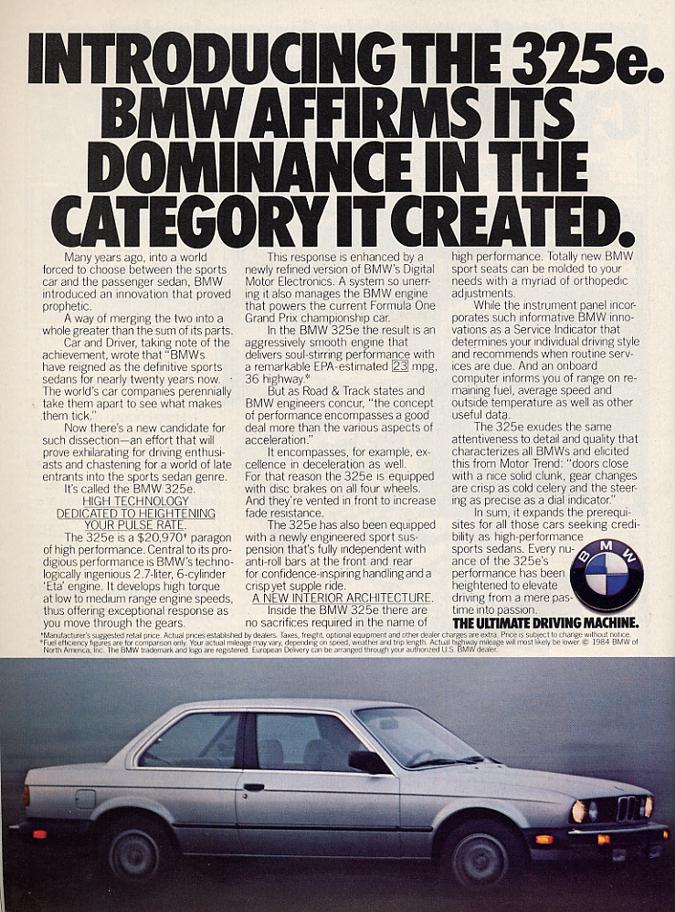 INTRODUCING THE 325e.
BMW AFFIRMS ITS
DOMINANCE IN THE
CATEGORY IT CREATED.
Many years ago, into a world
forced to choose between the sports
car and the passenger sedan, BMW
introduced an innovation that proved
prophetic.
A way of merging the two into a
whole greater than the sum of its parts.
Car and Driver, taking note of the
achievement, wrote that "BMWs
have reigned as the definitive sports
sedans for nearly twenty years now.
The world's car companies perennially
take them apart to see what makes
them tick."
Now there's a new candidate for
such dissection—an effort that will
prove exhilarating for driving enthusi-
asts and chastening for a world of late
entrants into the sports sedan genre.
It's called the BMW 325e.
HIGH TECHNOLOGY
DEDICATED TO HEIGHTENING
YOUR PULSE RATE.
The 325e is a $20,970† paragon
of high performance. Central to its pro-
digious performance is BMW's techno-
logically ingenious 2.7-liter, 6-cylinder
'Eta' engine. It develops high torque
at low to medium range engine speeds,
thus offering exceptional response as
you move through the gears.
This response is enhanced by a
newly refined version of BMW's Digital
Motor Electronics. A system so unerr-
ing it also manages the BMW engine
that powers the current Formula One
Grand Prix championship car.
In the BMW 325e the result is an
aggressively smooth engine that
delivers soul-stirring performance with
a remarkable EPA-estimated 23 mpg,
36 highway.*
But as Road & Track states and
BMW engineers concur, "the concept
of performance encompasses a good
deal more than the various aspects of
acceleration."
It encompasses, for example, ex-
cellence in deceleration as well.
For that reason the 325e is equipped
with disc brakes on all four wheels.
And they're vented in front to increase
fade resistance.
The 325e has also been equipped
with a newly engineered sport sus-
pension that's fully independent with
anti-roll bars at the front and rear
for confidence-inspiring handling and a
crisp yet supple ride.
A NEW INTERIOR ARCHITECTURE.
Inside the BMW 325e there are
no sacrifices required in the name of
high performance. Totally new BMW
sport seats can be molded to your
needs with a myriad of orthopedic
adjustments.
While the instrument panel incor-
porates such informative BMW inno-
vations as a Service Indicator that
determines your individual driving style
and recommends when routine serv-
ices are due. And an onboard
computer informs you of range on re-
maining fuel, average speed and
outside temperature as well as other
useful data.
The 325e exudes the same
attentiveness to detail and quality that
characterizes all BMWs and elicited
this from Motor Trend: "doors close
with a nice solid clunk, gear changes
are crisp as cold celery and the steer-
ing as precise as a dial indicator."
In sum, it expands the prerequi-
sites for all those cars seeking credi-
bility as high-performance
sports sedans. Every nu-
ance of the 325e's
performance has been
heightened to elevate
driving from a mere pas-
time into passion.
BMW
THE ULTIMATE DRIVING MACHINE.
†Manufacturer's suggested retail price. Actual prices established by dealers. Taxes, freight, optional equipment and other dealer charges are extra. Price is subject to change without notice.
*Fuel efficiency figures are for comparison only. Your actual mileage may vary, depending on speed, weather and trip length. Actual highway mileage will most likely be lower. © 1984 BMW of
North America, Inc. The BMW trademark and logo are registered. European Delivery can be arranged through your authorized U.S. BMW dealer.